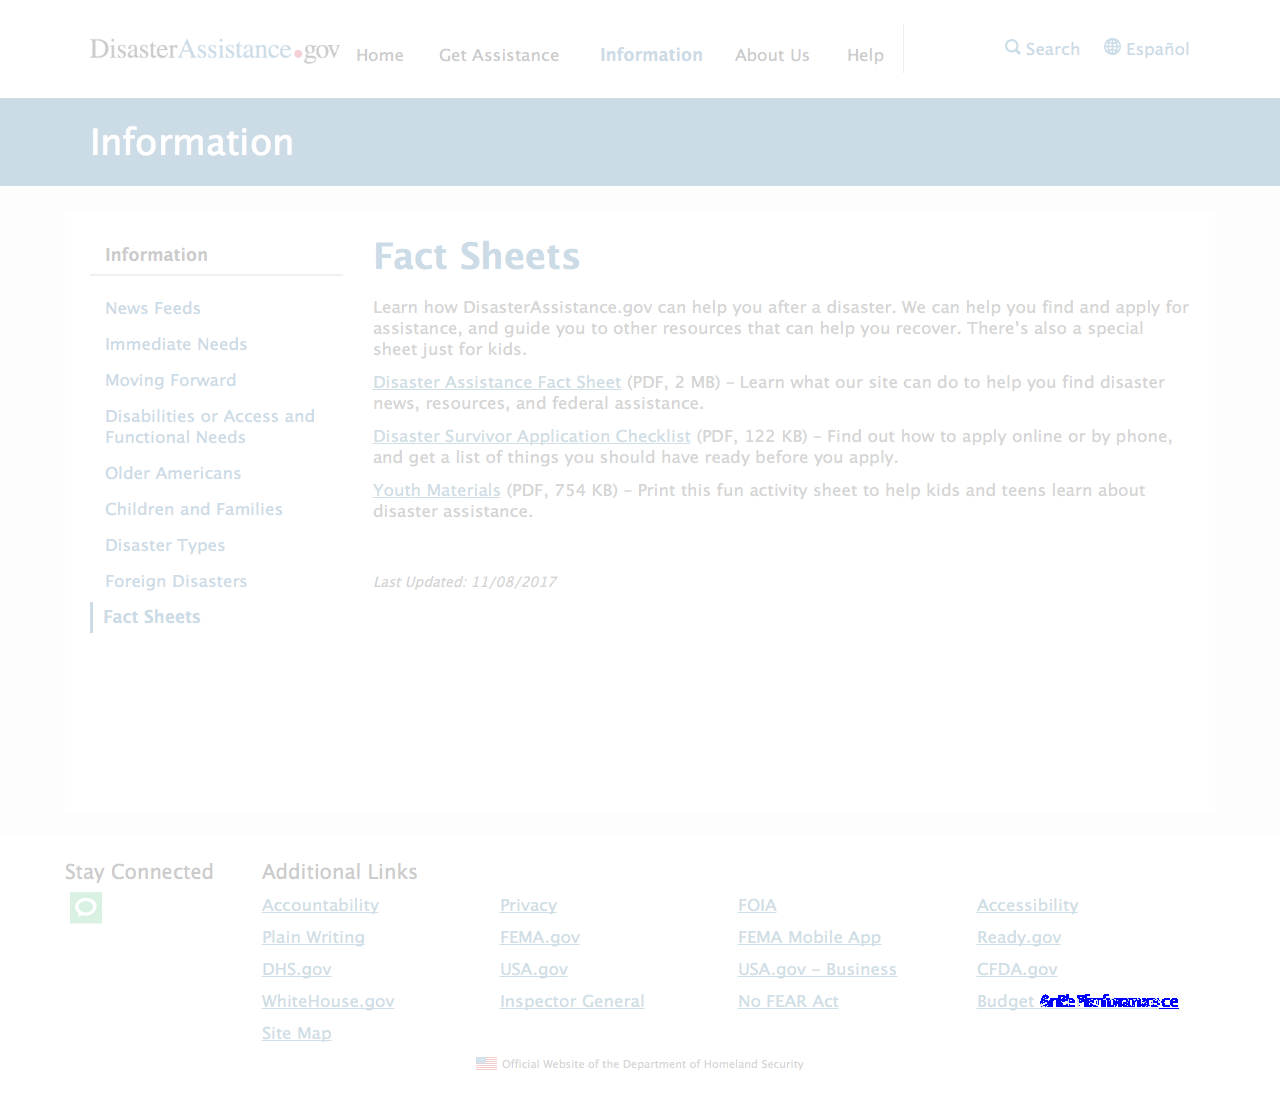 DisasterAssistance.gov Home Get Assistance Information About Us Help Search Español
Information
Information
News Feeds
Immediate Needs
Moving Forward
Disabilities or Access and
Functional Needs
Older Americans
Children and Families
Disaster Types
Foreign Disasters
Fact Sheets
Fact Sheets
Learn how DisasterAssistance.gov can help you after a disaster. We can help you find and apply for
assistance, and guide you to other resources that can help you recover. There's also a special
sheet just for kids.
Disaster Assistance Fact Sheet (PDF, 2 MB) – Learn what our site can do to help you find disaster
news, resources, and federal assistance.
Disaster Survivor Application Checklist (PDF, 122 KB) – Find out how to apply online or by phone,
and get a list of things you should have ready before you apply.
Youth Materials (PDF, 754 KB) – Print this fun activity sheet to help kids and teens learn about
disaster assistance.
Last Updated: 11/08/2017
Stay Connected
Additional Links
Accountability Privacy FOIA Accessibility
Plain Writing FEMA.gov FEMA Mobile App Ready.gov
DHS.gov USA.gov USA.gov – Business CFDA.gov
WhiteHouse.gov Inspector General No FEAR Act Budget
Site Map
Official Website of the Department of Homeland Security